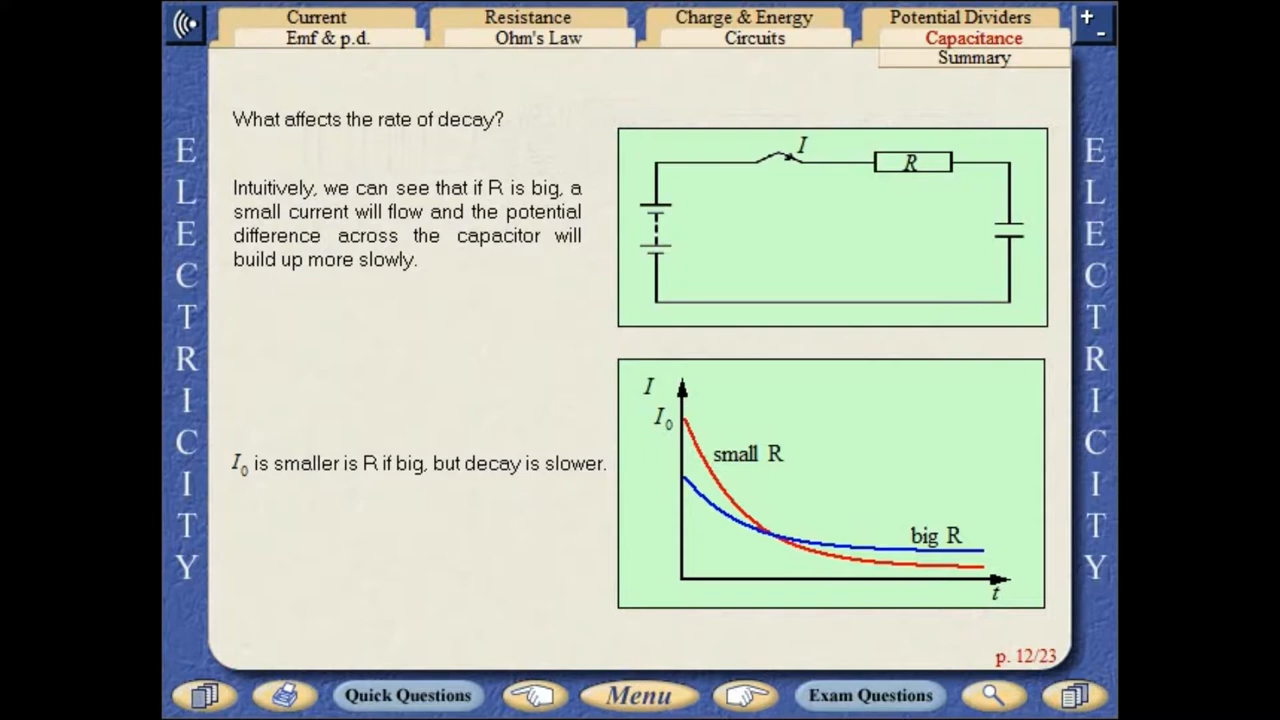 Current
Resistance
Charge & Energy
Potential Dividers
+
-
Emf & p.d.
Ohm's Law
Circuits
Capacitance
Summary
ELECTRICITY
What affects the rate of decay?
Intuitively, we can see that if R is big, a
small current will flow and the potential
difference across the capacitor will
build up more slowly.
I
R
I₀ is smaller is R if big, but decay is slower.
I
I₀
small R
big R
t
ELECTRICITY
p. 12/23
Quick Questions
Menu
Exam Questions